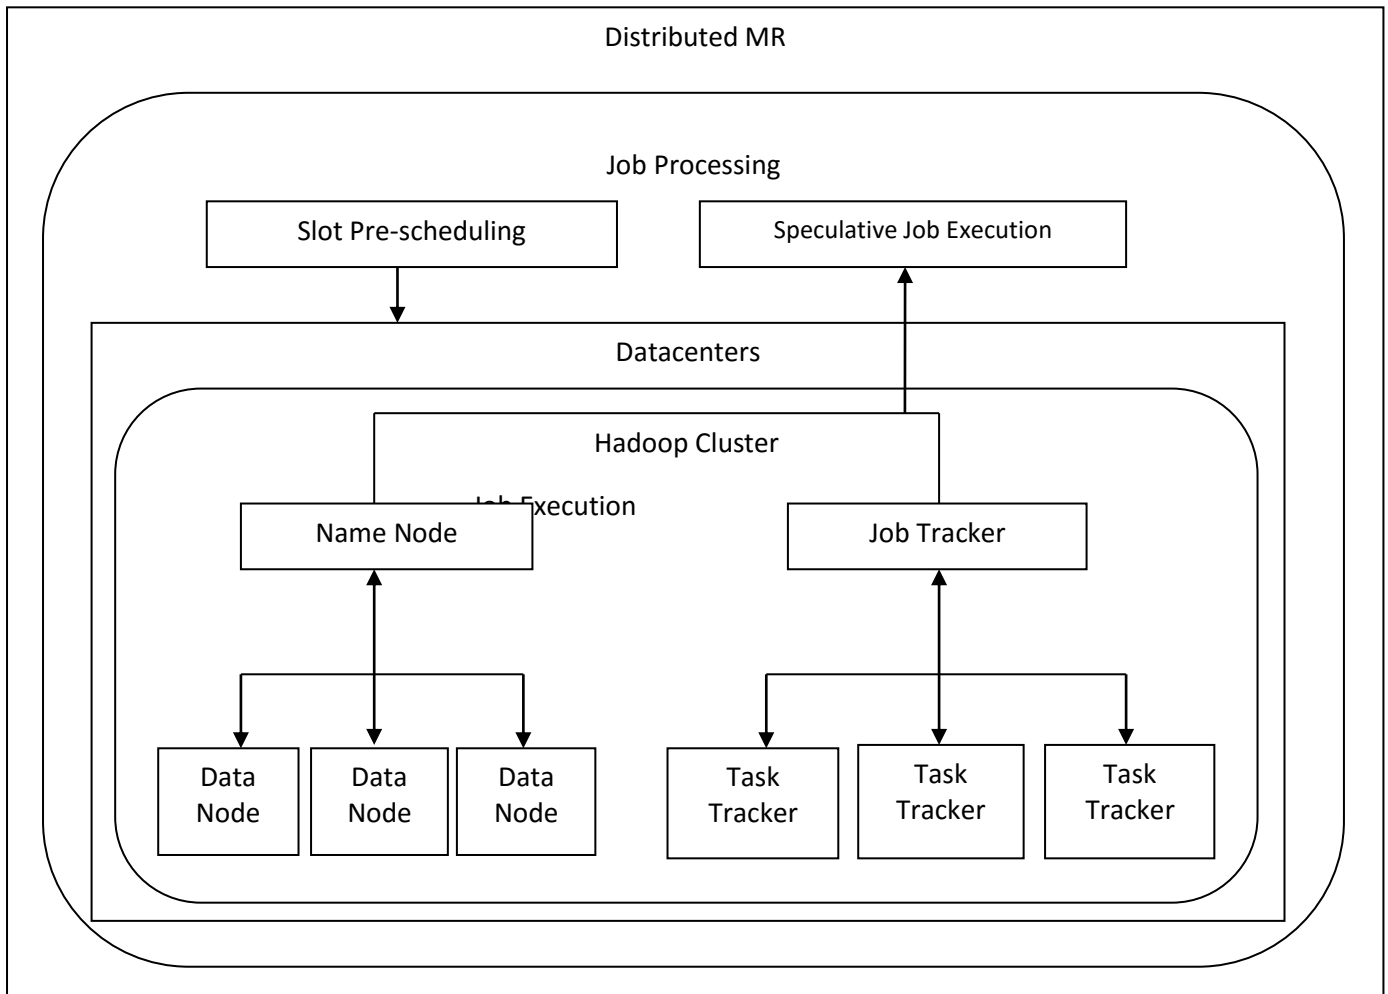 Distributed MR
Job Processing
Slot Pre-scheduling
Speculative Job Execution
Datacenters
Hadoop Cluster
Job Execution
Name Node
Job Tracker
Data
Node
Data
Node
Data
Node
Task
Tracker
Task
Tracker
Task
Tracker